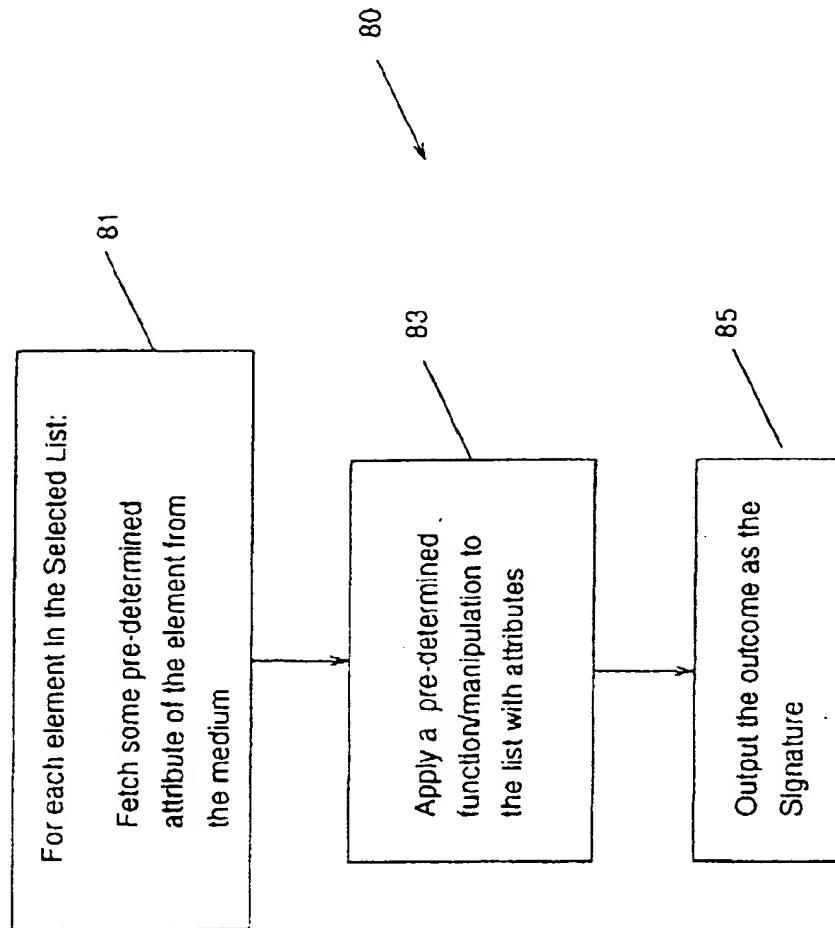 For each element in the Selected List:
Fetch some pre-determined
attribute of the element from
the medium
81
80
Apply a pre-determined
function/manipulation to
the list with attributes
83
Output the outcome as the
Signature
85